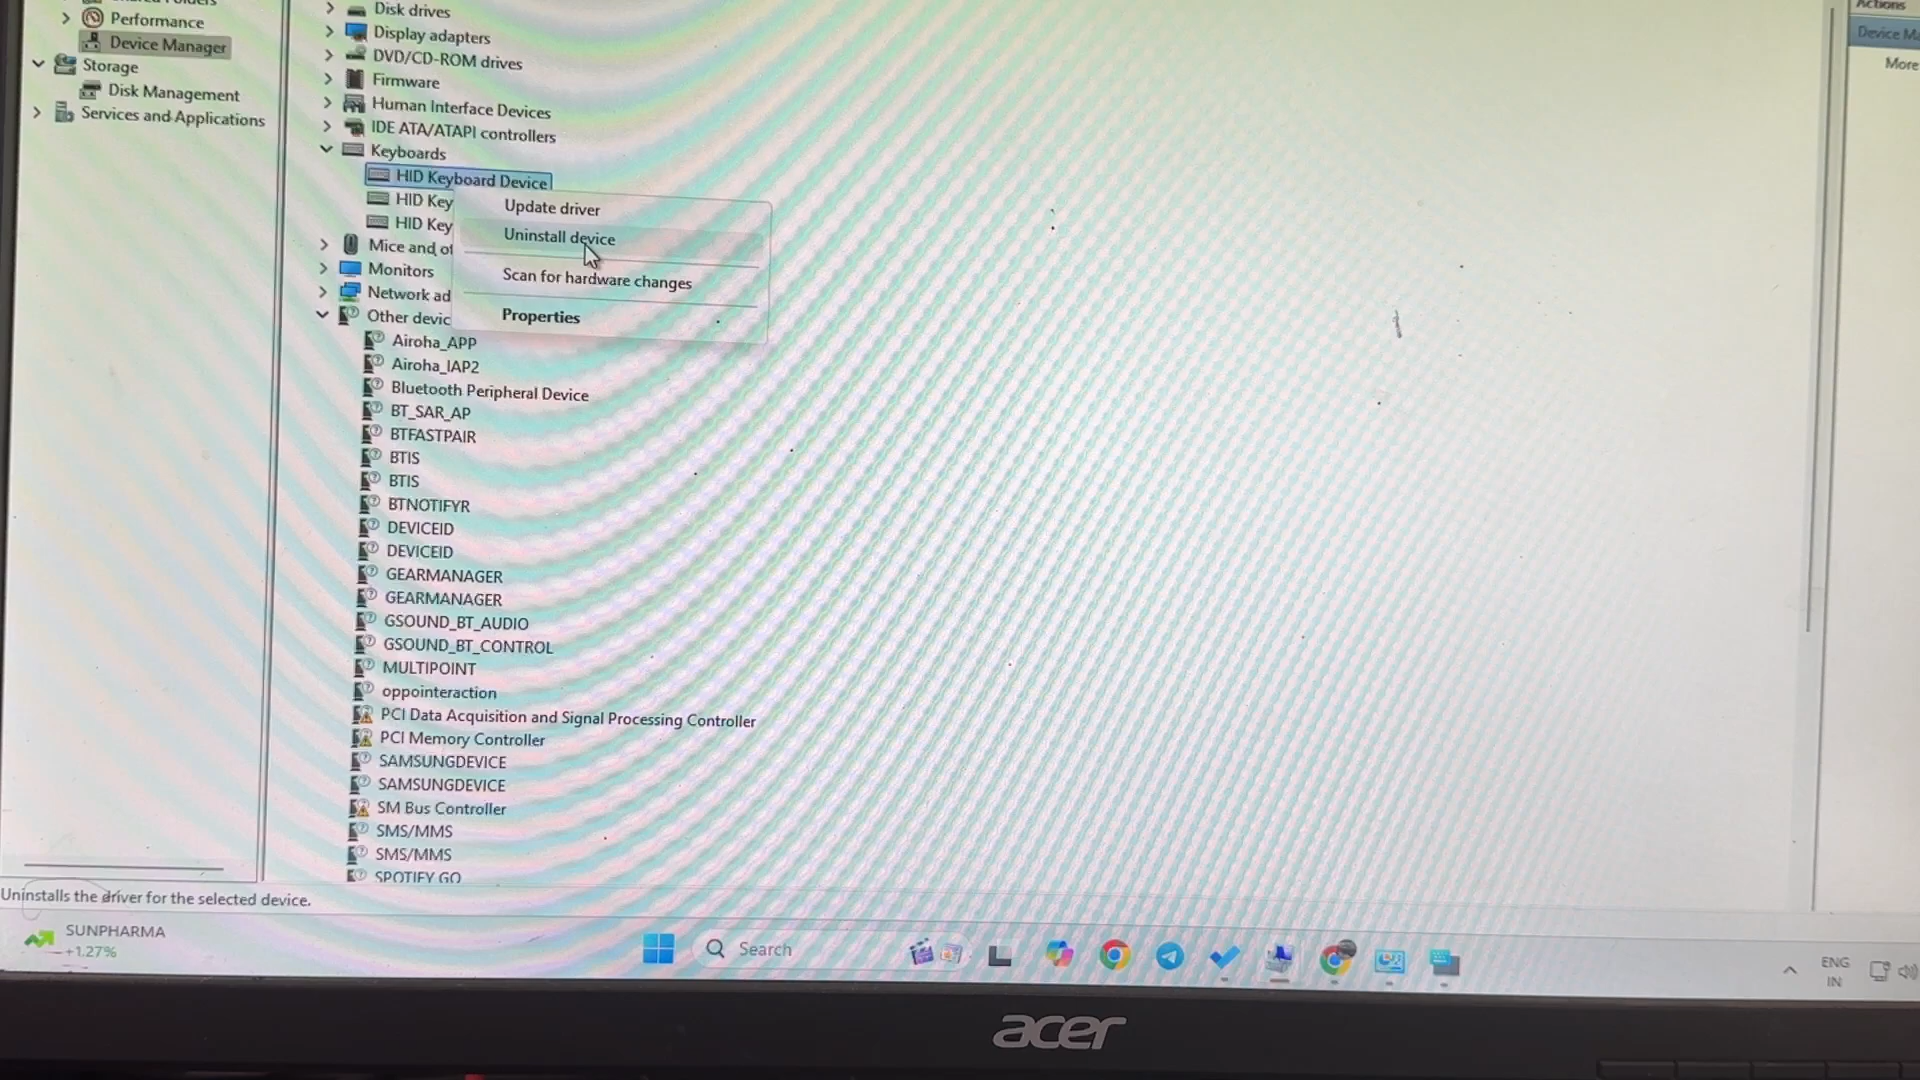 Performance
Device Manager
Storage
Disk Management
Services and Applications
Disk drives
Display adapters
DVD/CD-ROM drives
Firmware
Human Interface Devices
IDE ATA/ATAPI controllers
Keyboards
HID Keyboard Device
HID Key
HID Key
Mice and ot
Monitors
Network ad
Other devic
Airoha_APP
Airoha_IAP2
Bluetooth Peripheral Device
BT_SAR_AP
BTFASTPAIR
BTIS
BTIS
BTNOTIFYR
DEVICEID
DEVICEID
GEARMANAGER
GEARMANAGER
GSOUND_BT_AUDIO
GSOUND_BT_CONTROL
MULTIPOINT
oppointeraction
PCI Data Acquisition and Signal Processing Controller
PCI Memory Controller
SAMSUNGDEVICE
SAMSUNGDEVICE
SM Bus Controller
SMS/MMS
SMS/MMS
SPOTIFY GO
Update driver
Uninstall device
Scan for hardware changes
Properties
Actions
Device Ma
More
Uninstalls the driver for the selected device.
SUNPHARMA
+1.27%
Search
ENG
IN
acer